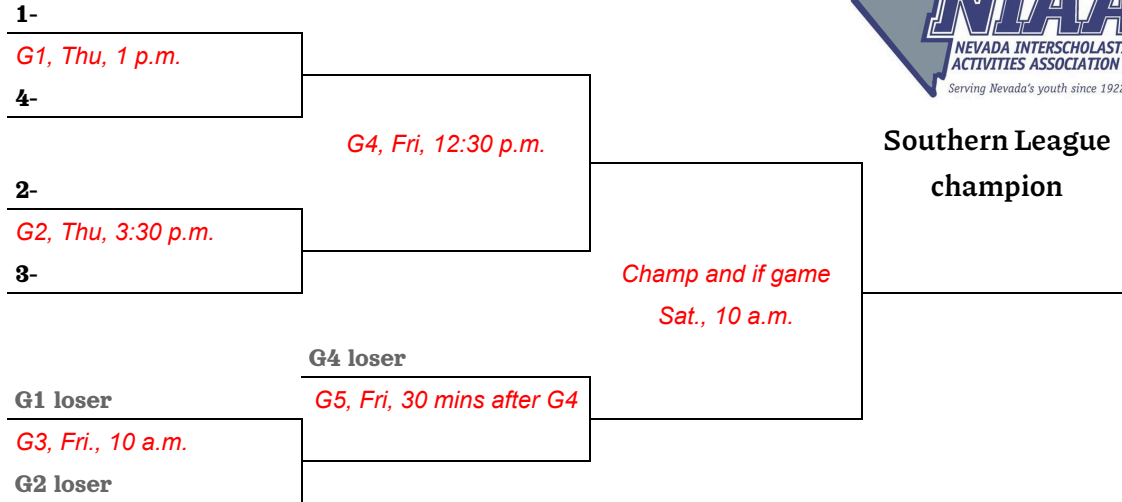 1-
G1, Thu, 1 p.m.
4-
G4, Fri, 12:30 p.m.
2-
G2, Thu, 3:30 p.m.
3-
Champ and if game
Sat., 10 a.m.
G4 loser
G1 loser
G5, Fri, 30 mins after G4
G3, Fri., 10 a.m.
G2 loser
NIAA
NEVADA INTERSCHOLAST
ACTIVITIES ASSOCIATION
Serving Nevada's youth since 1922
Southern League
champion